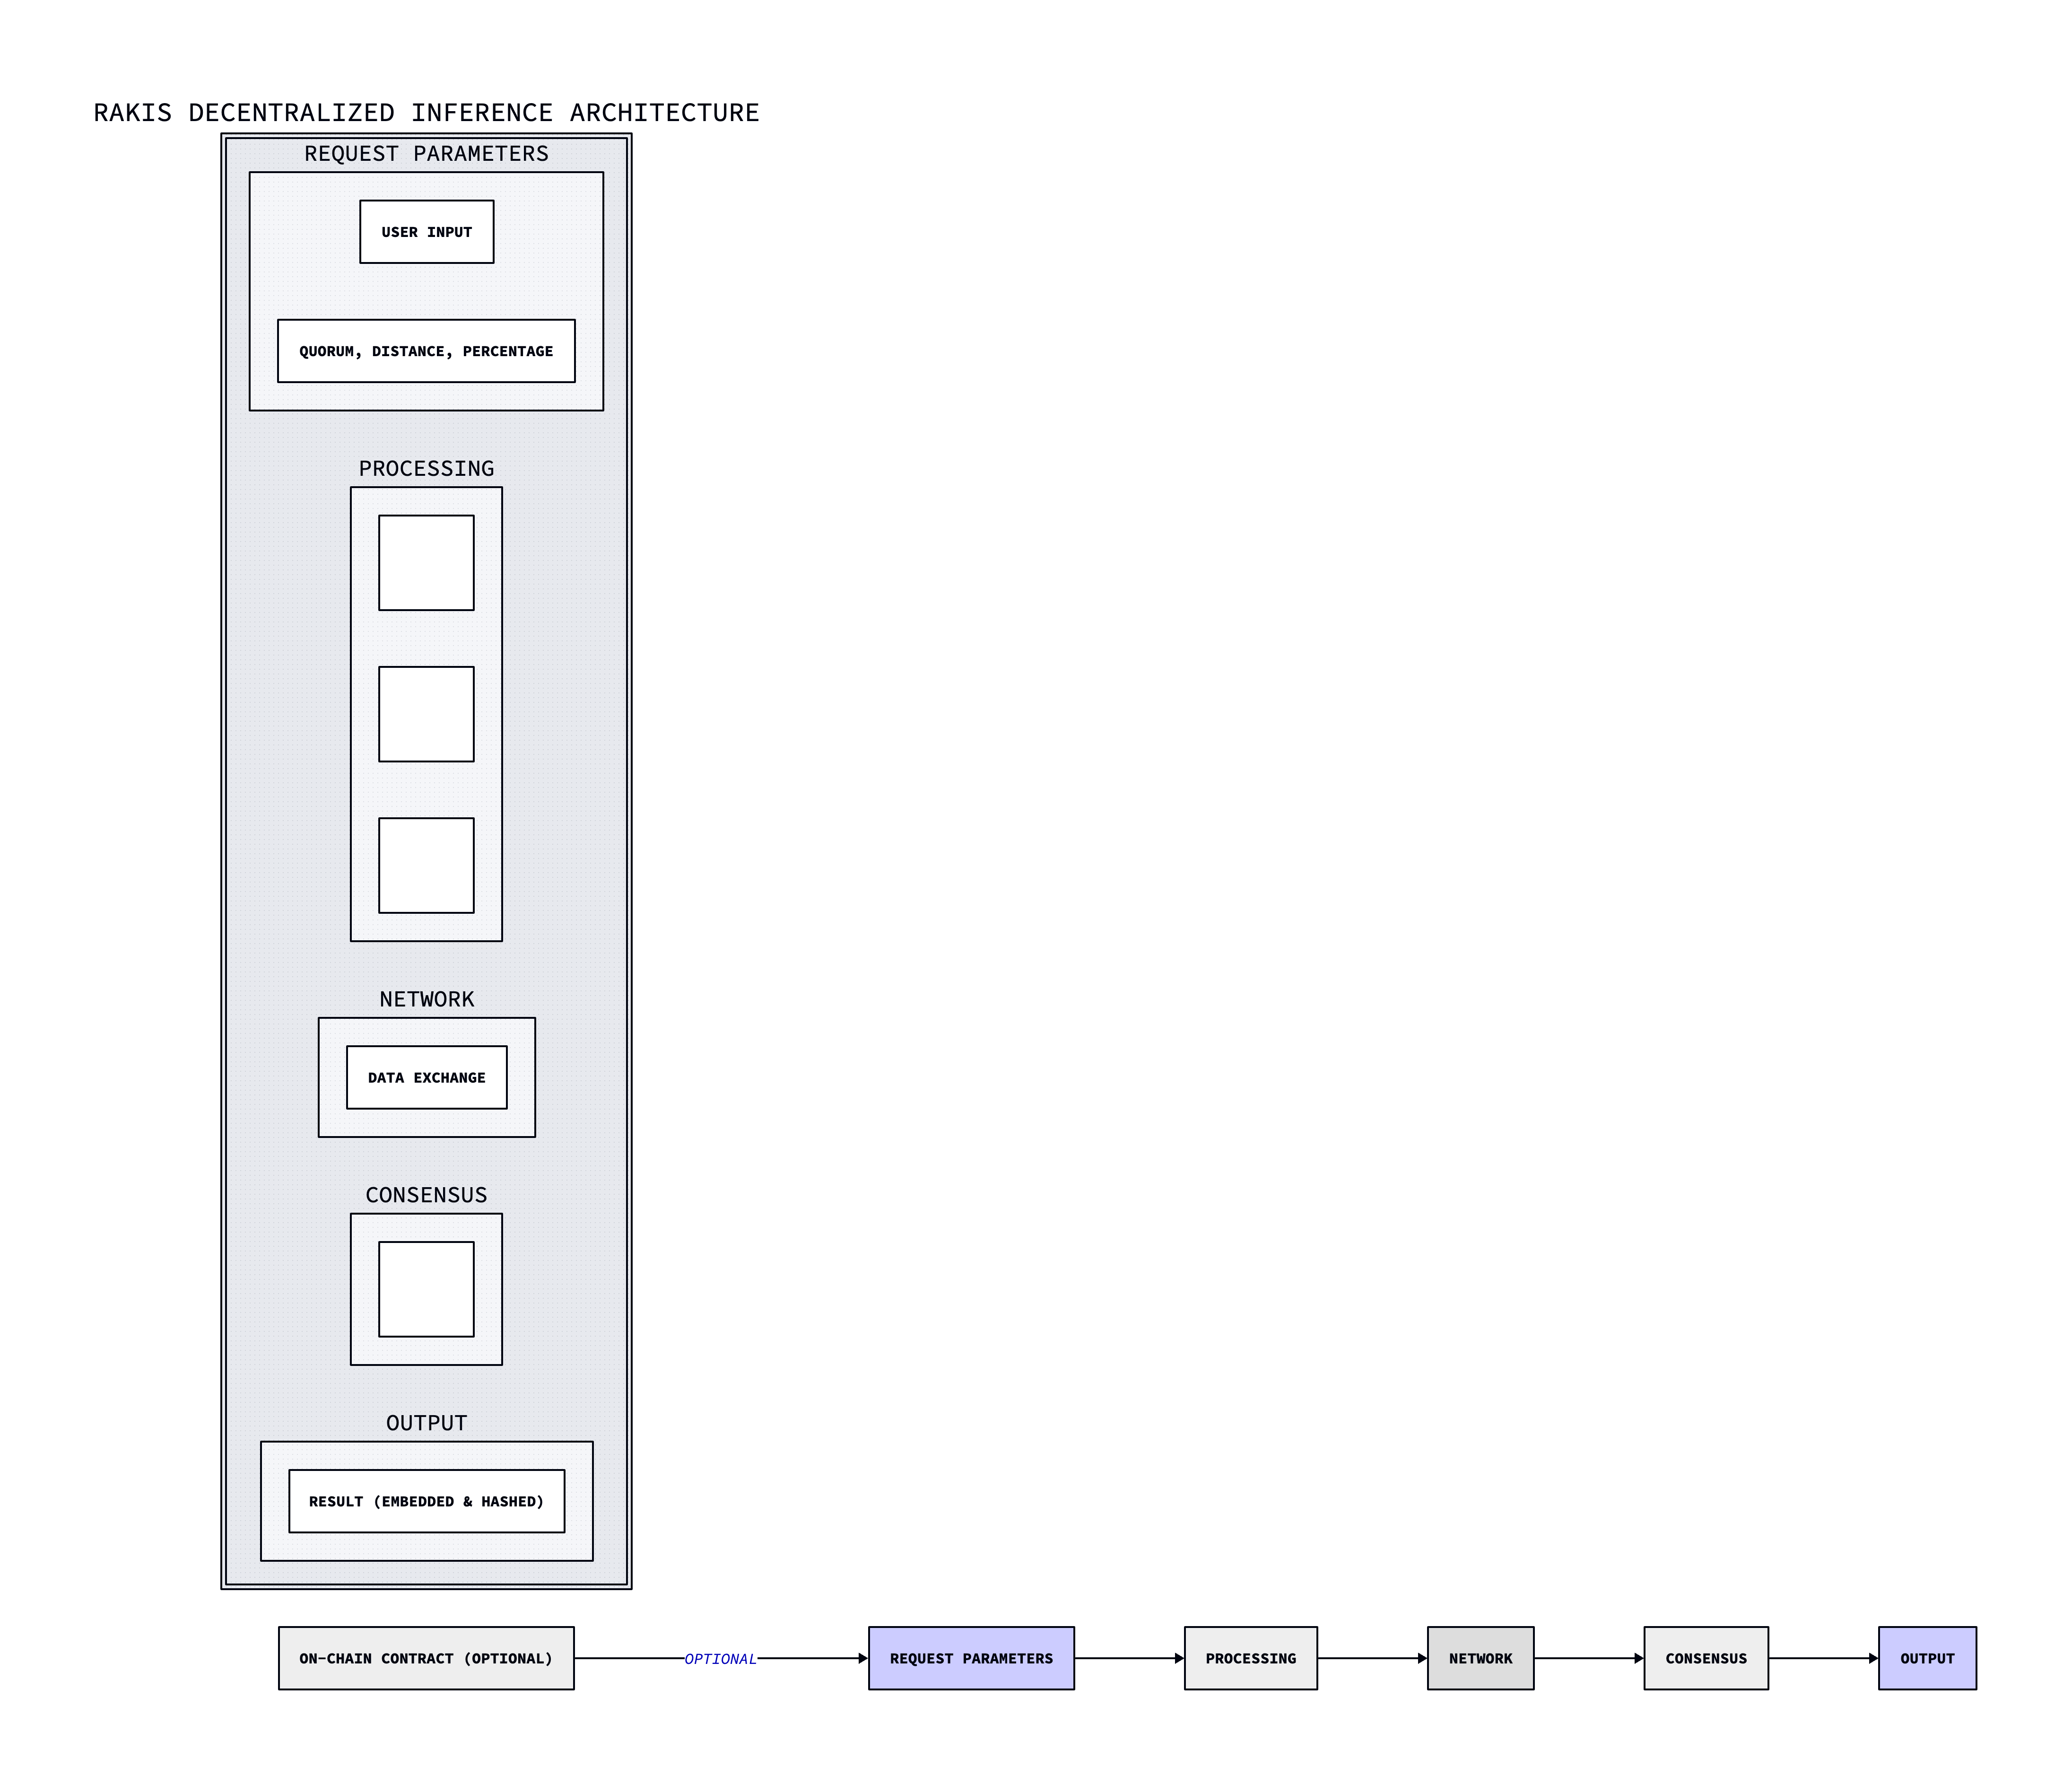 RAKIS DECENTRALIZED INFERENCE ARCHITECTURE
REQUEST PARAMETERS
USER INPUT
QUORUM, DISTANCE, PERCENTAGE
PROCESSING
NETWORK
DATA EXCHANGE
CONSENSUS
OUTPUT
RESULT (EMBEDDED & HASHED)
ON-CHAIN CONTRACT (OPTIONAL)
OPTIONAL
REQUEST PARAMETERS
PROCESSING
NETWORK
CONSENSUS
OUTPUT